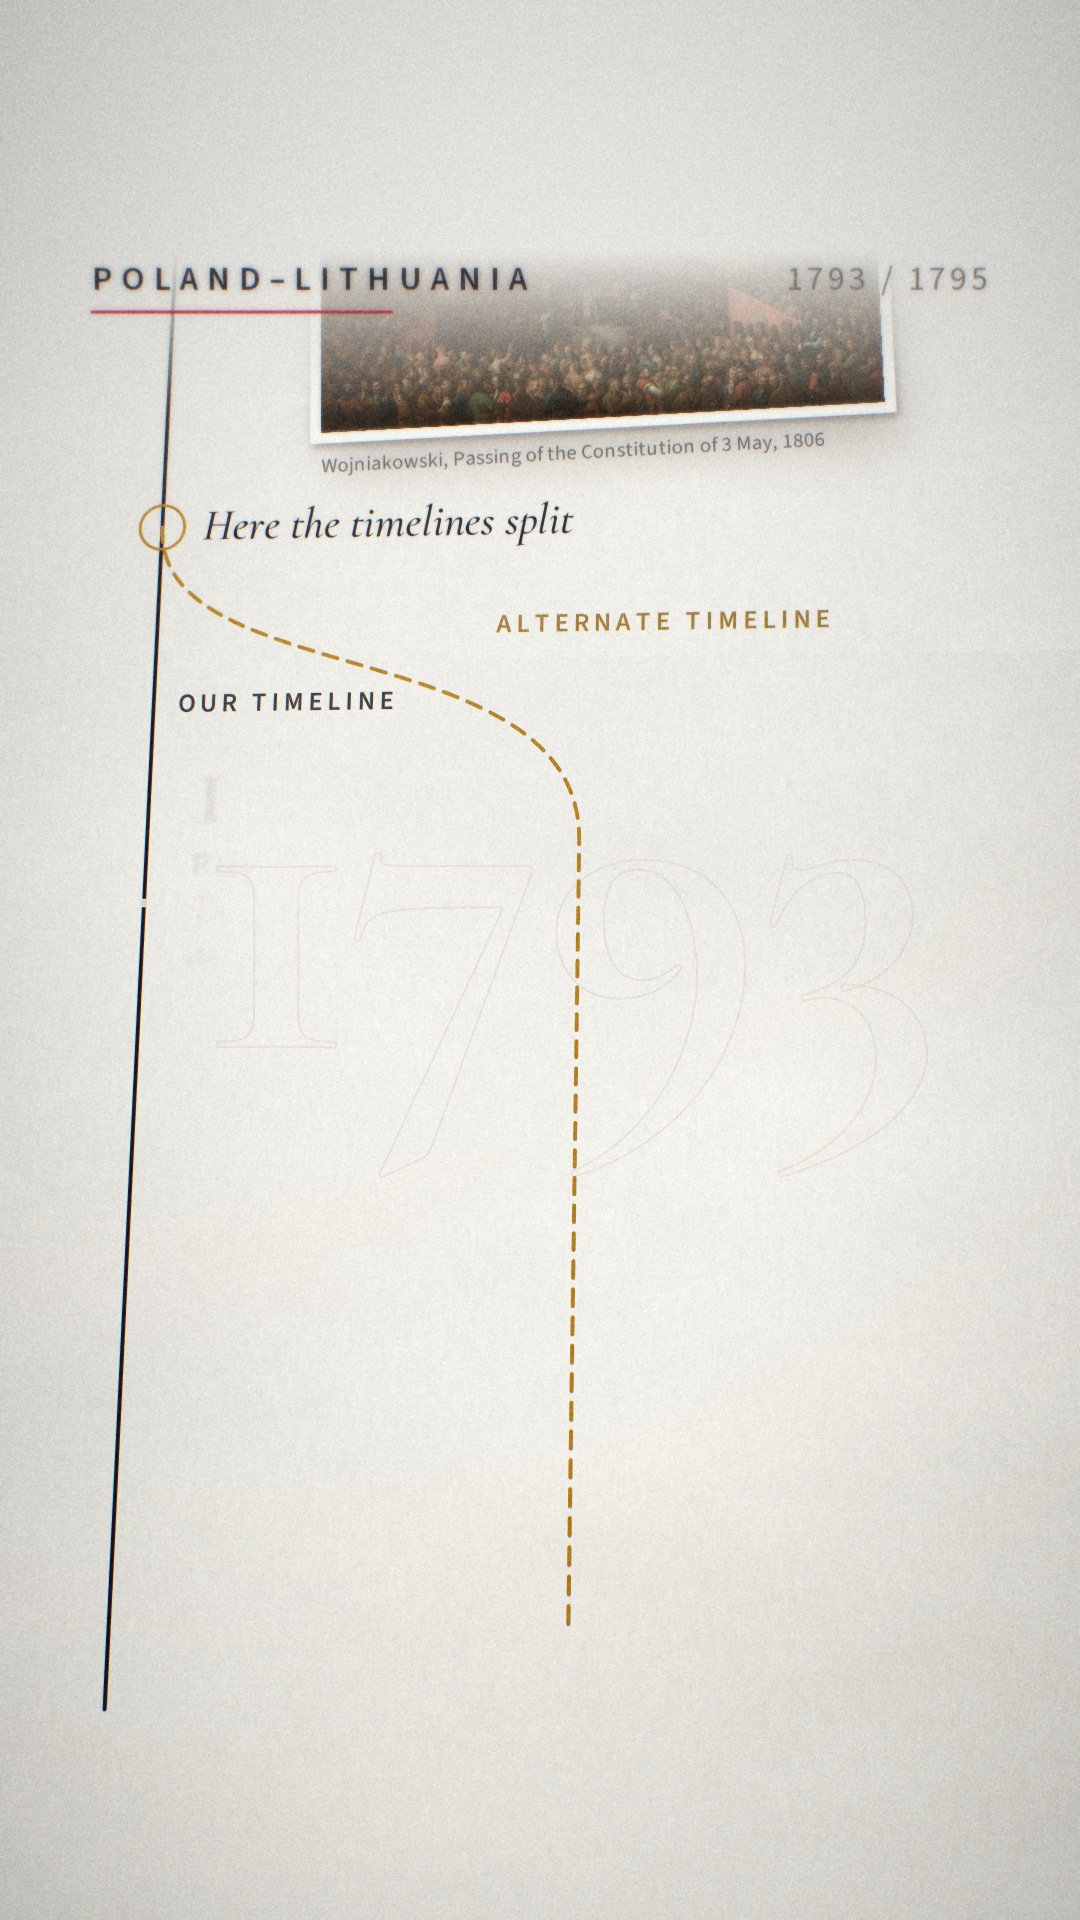 POLAND–LITHUANIA
1793 / 1795
Wojniakowski, Passing of the Constitution of 3 May, 1806
Here the timelines split
ALTERNATE TIMELINE
OUR TIMELINE
1793